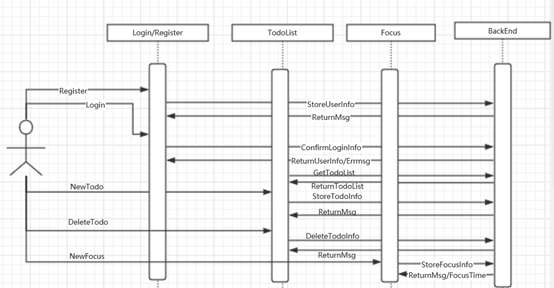 Login/Register
TodoList
Focus
BackEnd
Register
Login
StoreUserInfo
ReturnMsg
ConfirmLoginInfo
ReturnUserInfo/Errmsg
GetTodoList
ReturnTodoList
NewTodo
StoreTodoInfo
ReturnMsg
DeleteTodo
DeleteTodoInfo
ReturnMsg
NewFocus
StoreFocusInfo
ReturnMsg/FocusTime